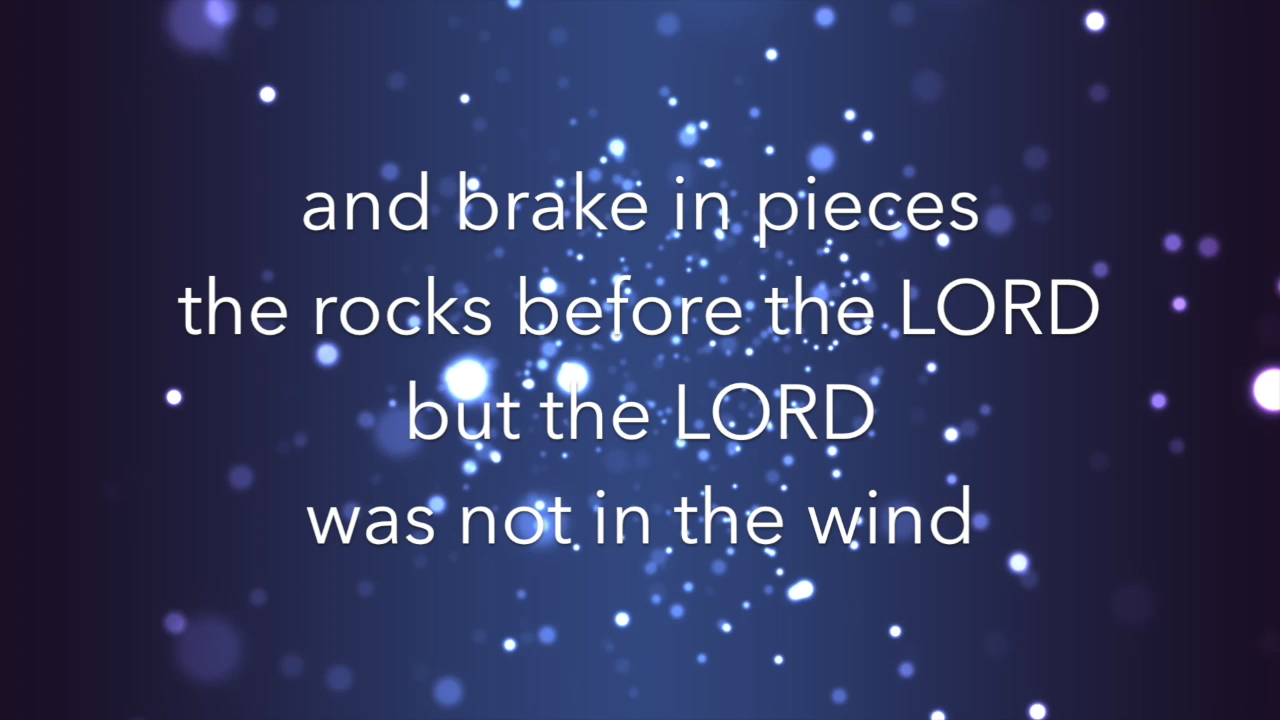 and brake in pieces
the rocks before the LORD
but the LORD
was not in the wind